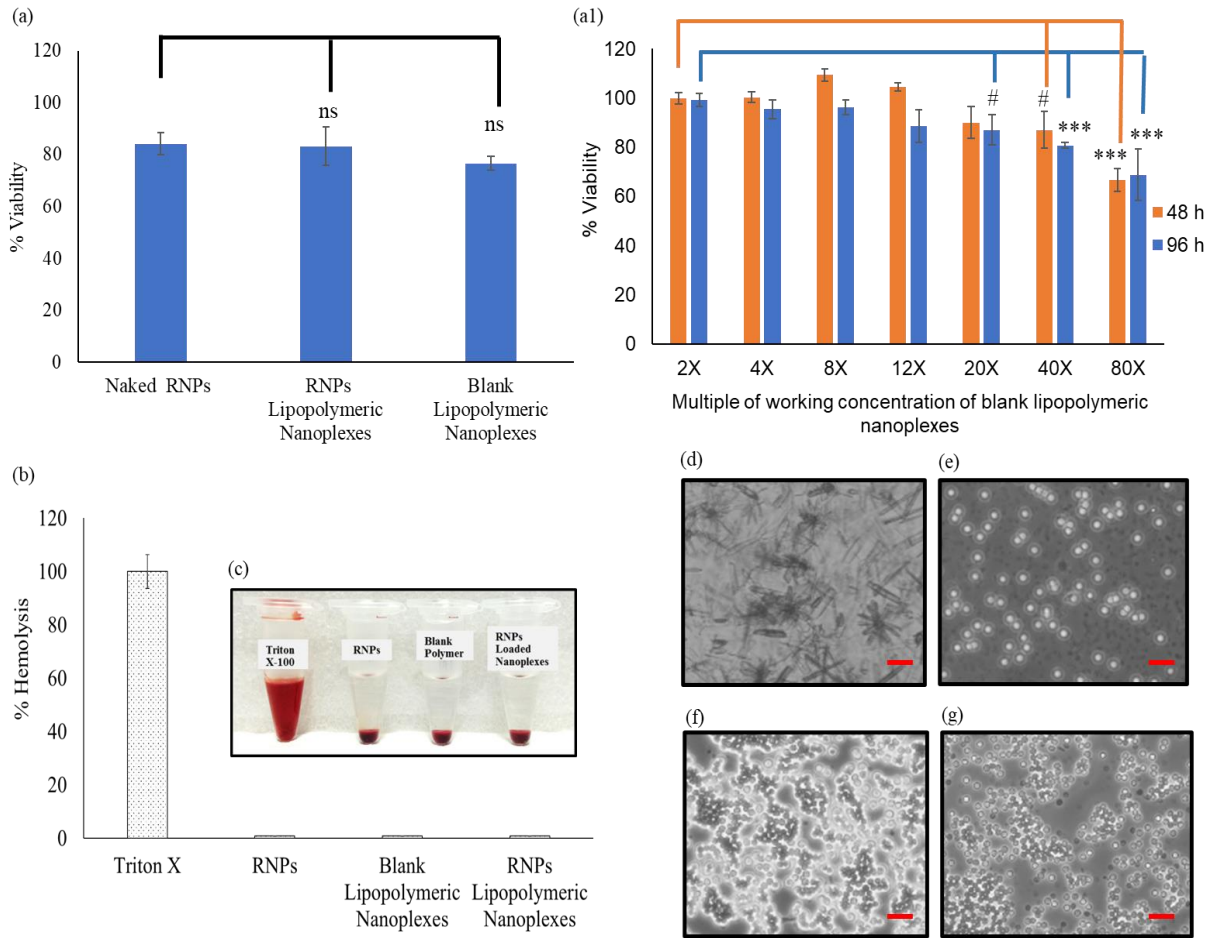 (a)
120
100
80
60
40
20
0
% Viability
ns
ns
Naked RNPs
RNPs
Lipopolymeric
Nanoplexes
Blank
Lipopolymeric
Nanoplexes
(a1)
120
100
80
60
40
20
0
% Viability
#
#
***
***
***
48 h
96 h
2X
4X
8X
12X
20X
40X
80X
Multiple of working concentration of blank lipopolymeric
nanoplexes
(b)
120
100
80
60
40
20
0
% Hemolysis
Triton X
RNPs
Blank
Lipopolymeric
Nanoplexes
RNPs
Lipopolymeric
Nanoplexes
(c)
Triton
X-100
RNPs
Blank
Polymer
RNPs
Loaded
Nanoplexes
(d)
(e)
(f)
(g)